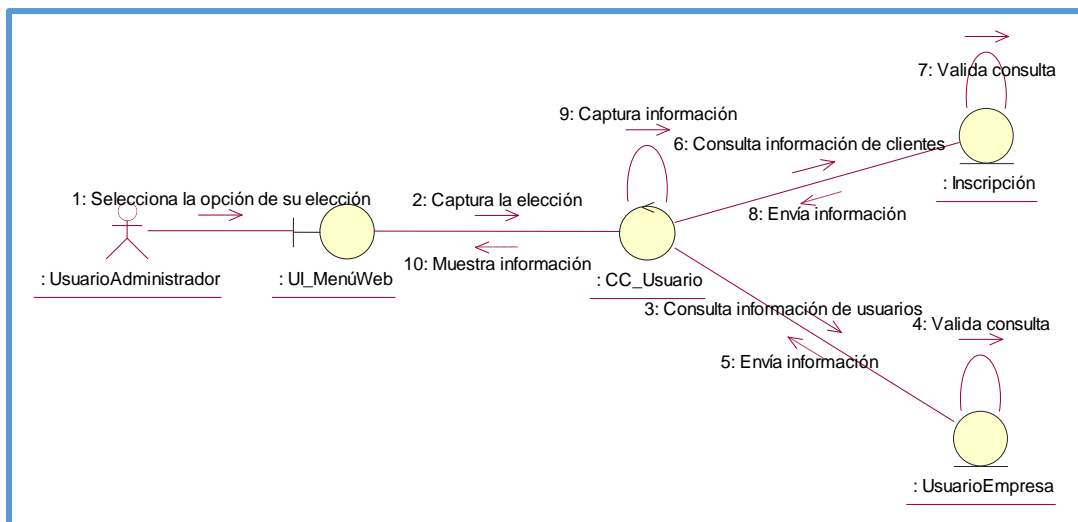 7: Valida consulta
9: Captura información
6: Consulta información de clientes
: Inscripción
1: Selecciona la opción de su elección
2: Captura la elección
8: Envía información
10: Muestra información
: UsuarioAdministrador
: UI_MenúWeb
: CC_Usuario
3: Consulta información de usuarios
4: Valida consulta
5: Envía información
: UsuarioEmpresa